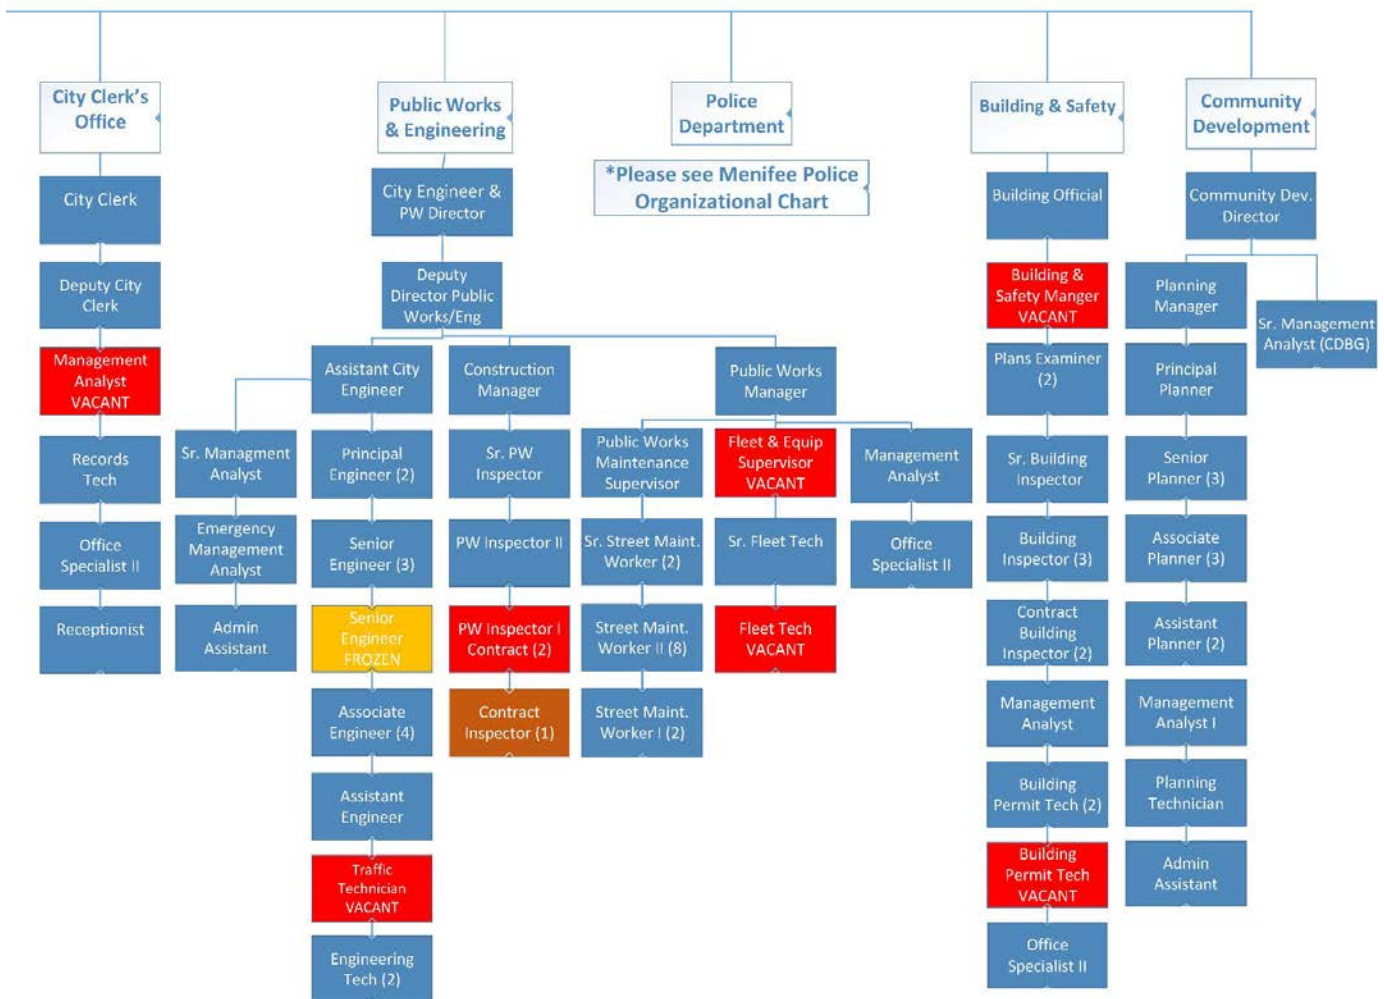 City Clerk's
Office
City Clerk
Deputy City
Clerk
Management
Analyst
VACANT
Records
Tech
Office
Specialist II
Receptionist
Public Works
& Engineering
City Engineer &
PW Director
Deputy
Director Public
Works/Eng
Assistant City
Engineer
Sr. Managment
Analyst
Emergency
Management
Analyst
Admin
Assistant
Principal
Engineer (2)
Senior
Engineer (3)
Senior
Engineer
FROZEN
Associate
Engineer (4)
Assistant
Engineer
Traffic
Technician
VACANT
Engineering
Tech (2)
Construction
Manager
Sr. PW
Inspector
PW Inspector II
PW Inspector I
Contract (2)
Contract
Inspector (1)
Public Works
Manager
Public Works
Maintenance
Supervisor
Sr. Street Maint.
Worker (2)
Street Maint.
Worker II (8)
Street Maint.
Worker I (2)
Fleet & Equip
Supervisor
VACANT
Sr. Fleet Tech
Fleet Tech
VACANT
Management
Analyst
Office
Specialist II
Police
Department
*Please see Menifee Police
Organizational Chart
Building & Safety
Building Official
Building &
Safety Manger
VACANT
Plans Examiner
(2)
Sr. Building
Inspector
Building
Inspector (3)
Contract
Building
Inspector (2)
Management
Analyst
Building
Permit Tech (2)
Building
Permit Tech
VACANT
Office
Specialist II
Community
Development
Community Dev.
Director
Planning
Manager
Principal
Planner
Senior
Planner (3)
Associate
Planner (3)
Assistant
Planner (2)
Management
Analyst I
Planning
Technician
Admin
Assistant
Sr. Management
Analyst (CDBG)